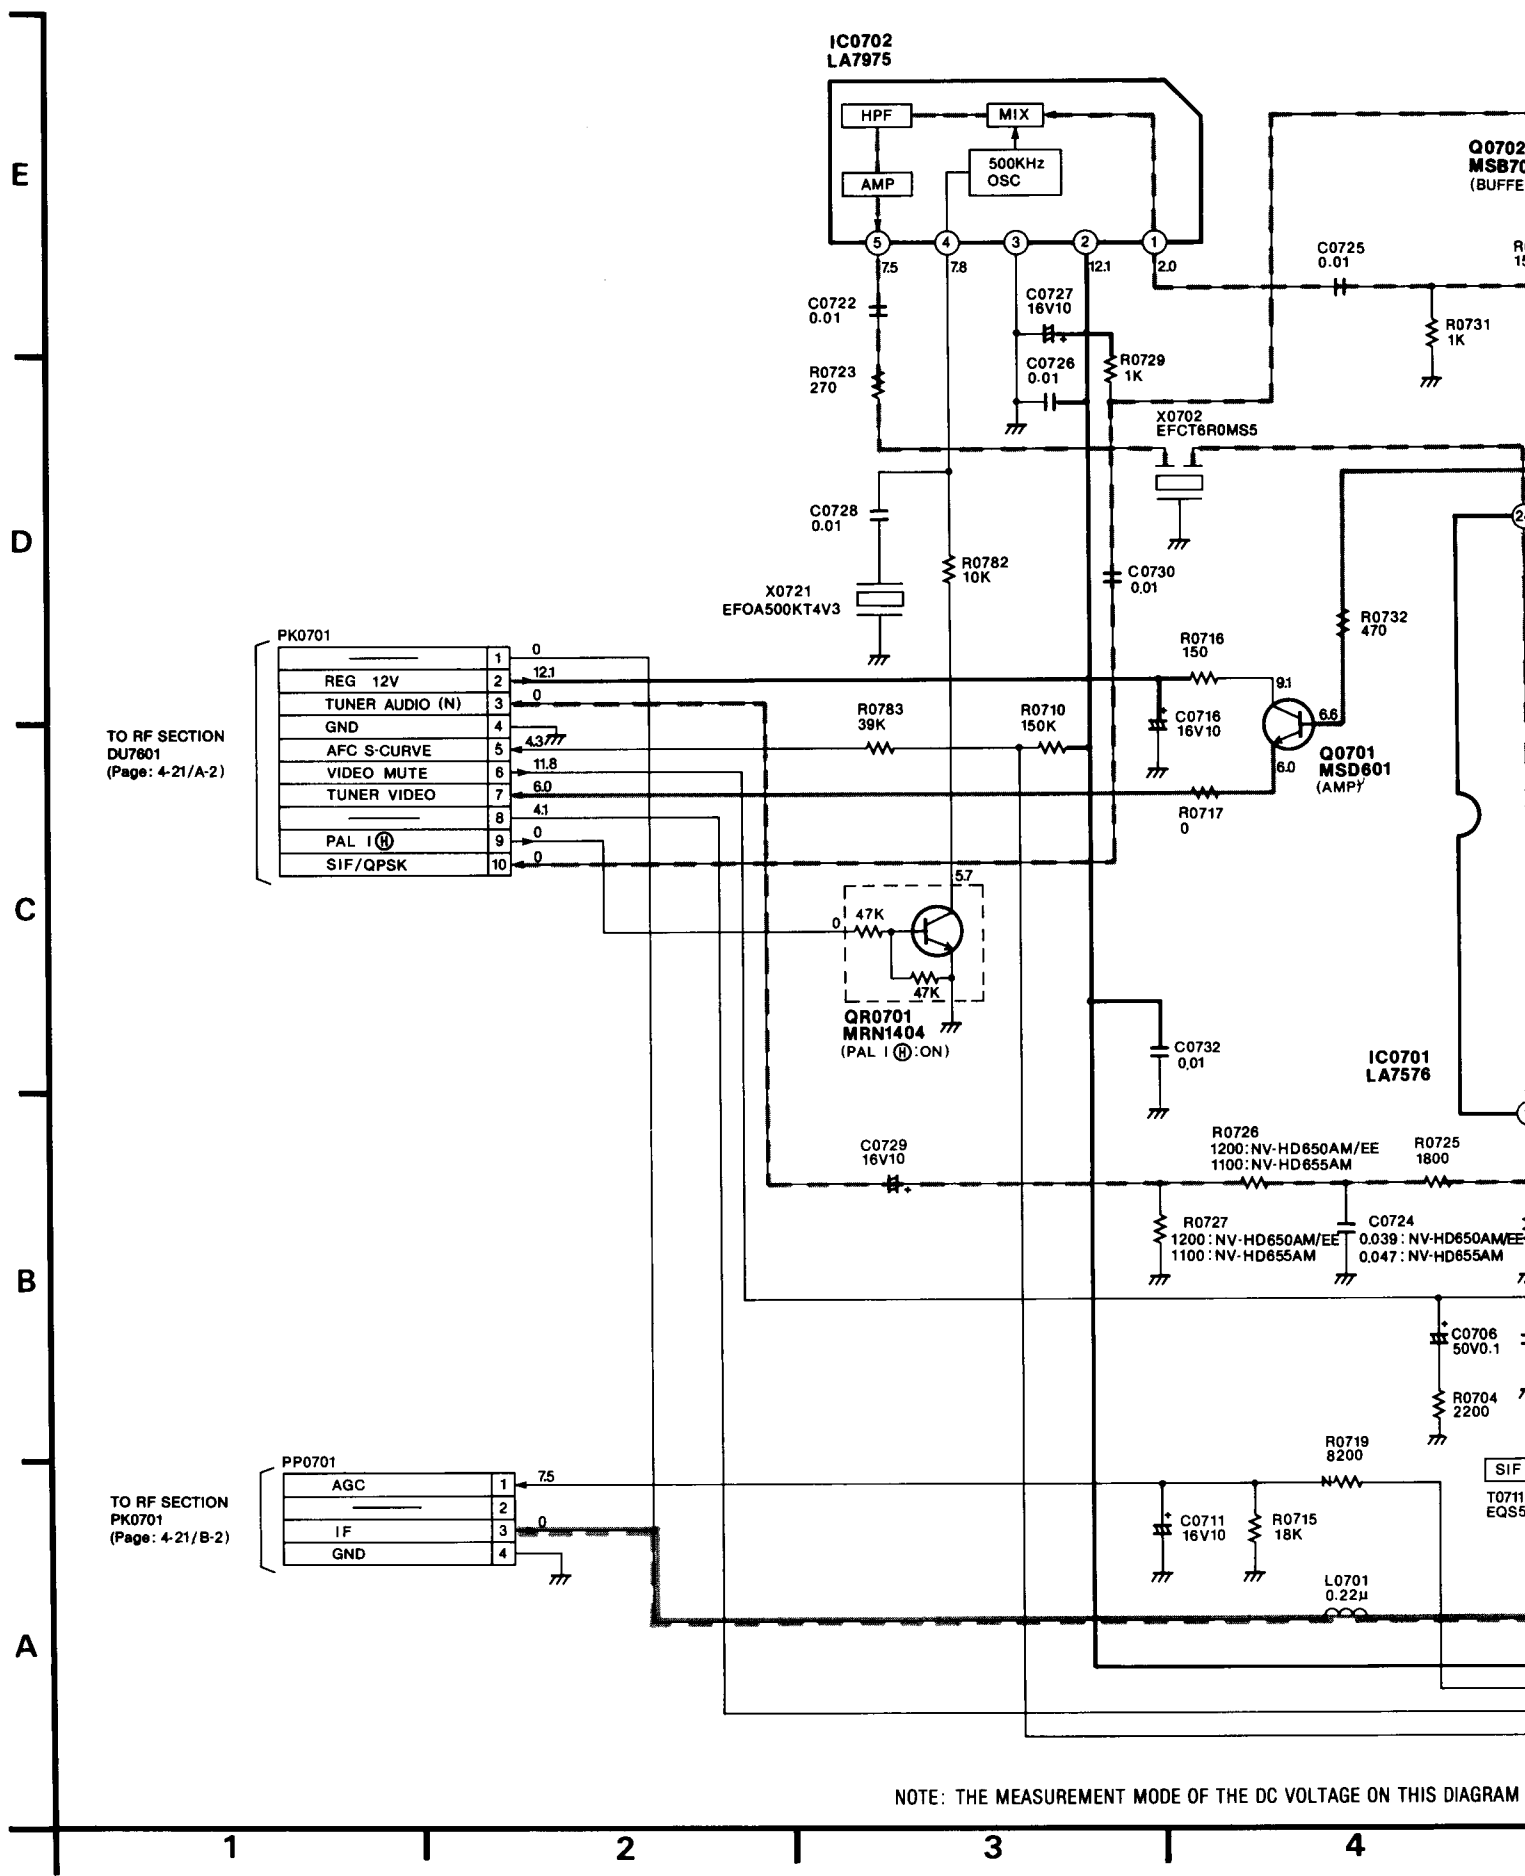 IC0702
LA7975
HPF
MIX
AMP
500KHz
OSC
5
4
3
2
1
7.5
7.8
12.1
2.0
E
Q0702
C0725
0.01
C0722
0.01
C0727
16V10
+
R0731
1K
R0723
270
C0726
0.01
R0729
1K
X0702
EFCT6R0MS5
C0728
0.01
D
R0782
10K
C0730
0.01
X0721
EFOA500KT4V3
R0732
470
PK0701
1
0
REG 12V
2
12.1
TUNER AUDIO (N)
3
0
GND
4
AFC S-CURVE
5
4.3
VIDEO MUTE
6
11.8
TUNER VIDEO
7
6.0
8
4.1
PAL I Ⓗ
9
0
SIF/QPSK
10
0
TO RF SECTION
DU7601
(Page: 4-21/A-2)
R0716
150
9.1
R0783
39K
R0710
150K
+
C0716
16V10
6.6
Q0701
MSD601
(AMP)
6.0
R0717
0
C
5.7
0
47K
47K
QR0701
MRN1404
(PAL I Ⓗ:ON)
C0732
0.01
IC0701
LA7576
C0729
16V10
+
R0726
1200:NV-HD650AM/EE
1100:NV-HD655AM
R0725
1800
R0727
1200:NV-HD650AM/EE
1100:NV-HD655AM
C0724
0.039:NV-HD650AM/EE
0.047:NV-HD655AM
B
+
C0706
50V0.1
R0704
2200
R0719
8200
SIF
T0711
PP0701
AGC
1
7.5
2
IF
3
0
GND
4
TO RF SECTION
PK0701
(Page: 4-21/B-2)
+
C0711
16V10
R0715
18K
L0701
0.22μ
A
NOTE: THE MEASUREMENT MODE OF THE DC VOLTAGE ON THIS DIAGRAM
1
2
3
4